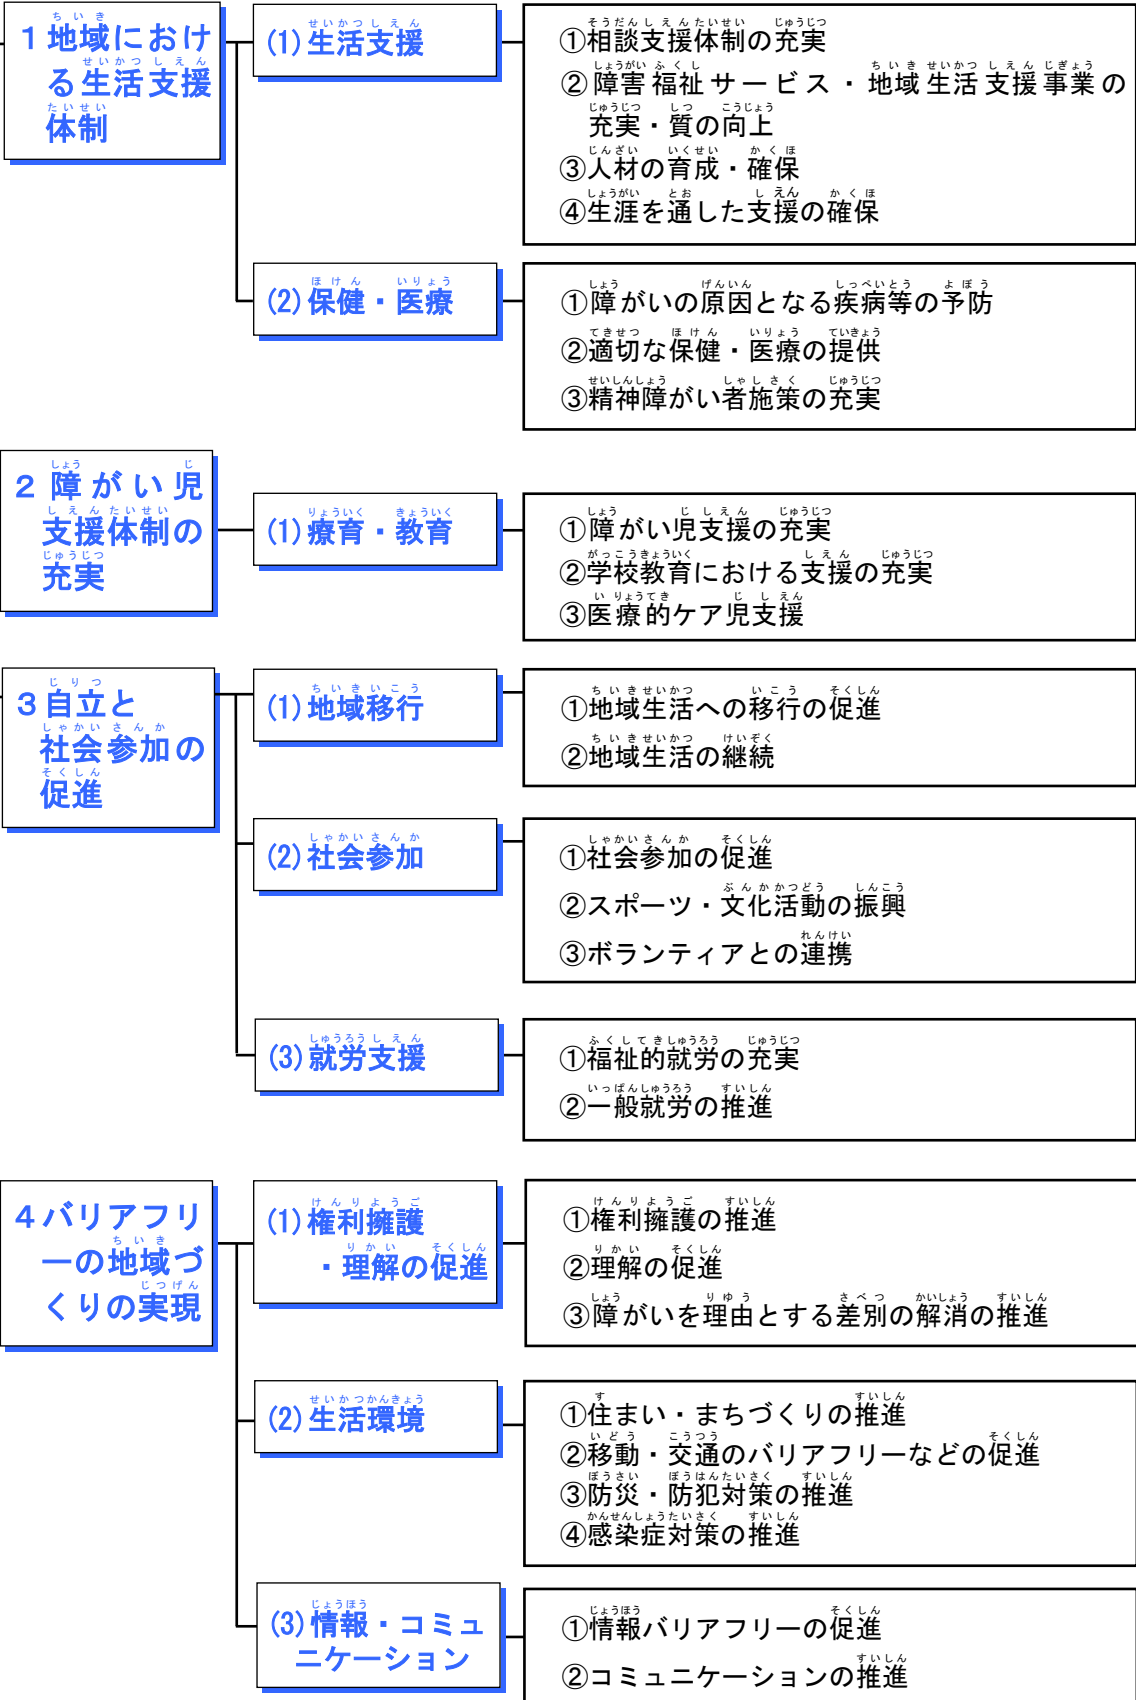 １地域におけ
る生活支援
体制
(1)生活支援
①相談支援体制の充実
②障害福祉サービス・地域生活支援事業の
充実・質の向上
③人材の育成・確保
④生涯を通した支援の確保
(2)保健・医療
①障がいの原因となる疾病等の予防
②適切な保健・医療の提供
③精神障がい者施策の充実
２障がい児
支援体制の
充実
(1)療育・教育
①障がい児支援の充実
②学校教育における支援の充実
③医療的ケア児支援
３自立と
社会参加の
促進
(1)地域移行
①地域生活への移行の促進
②地域生活の継続
(2)社会参加
①社会参加の促進
②スポーツ・文化活動の振興
③ボランティアとの連携
(3)就労支援
①福祉的就労の充実
②一般就労の推進
４バリアフリ
ーの地域づ
くりの実現
(1)権利擁護
・理解の促進
①権利擁護の推進
②理解の促進
③障がいを理由とする差別の解消の推進
(2)生活環境
①住まい・まちづくりの推進
②移動・交通のバリアフリーなどの促進
③防災・防犯対策の推進
④感染症対策の推進
(3)情報・コミュ
ニケーション
①情報バリアフリーの促進
②コミュニケーションの推進